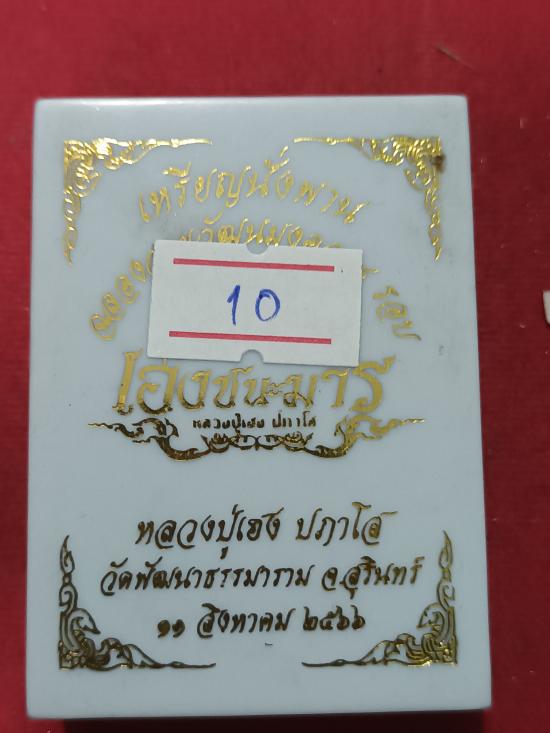 เหรียญนั่งพาน
ฉลอง
10
เฮงชนะมาร
หลวงปู่เฮง ปภาโส
หลวงปู่เฮง ปภาโส
วัดพัฒนาธรรมาราม จ.สุรินทร์
๑๑ สิงหาคม ๒๕๖๖